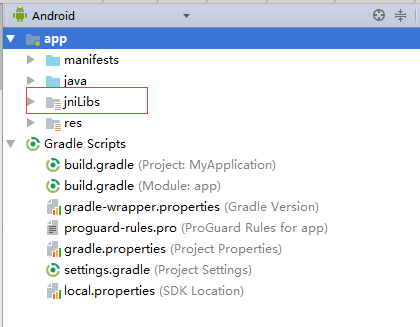 Android
app
manifests
java
jniLibs
res
Gradle Scripts
build.gradle (Project: MyApplication)
build.gradle (Module: app)
gradle-wrapper.properties (Gradle Version)
proguard-rules.pro (ProGuard Rules for app)
gradle.properties (Project Properties)
settings.gradle (Project Settings)
local.properties (SDK Location)